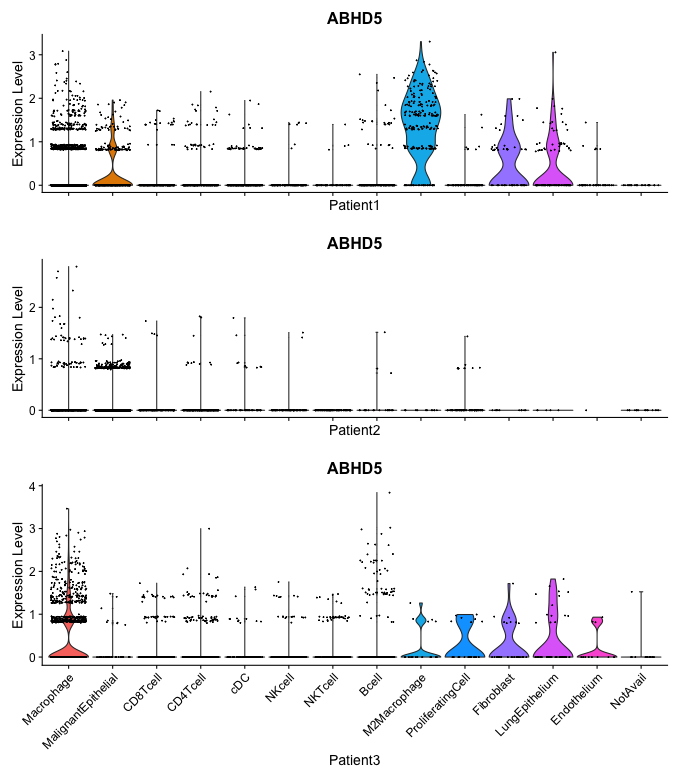 ABHD5
Expression Level
3
2
1
0
Patient1
ABHD5
Expression Level
2
1
0
Patient2
ABHD5
Expression Level
4
3
2
1
0
Macrophage
MalignantEpithelial
CD8Tcell
CD4Tcell
cDC
NKcell
NKTcell
Bcell
M2Macrophage
ProliferatingCell
Fibroblast
LungEpithelium
Endothelium
NotAvail
Patient3